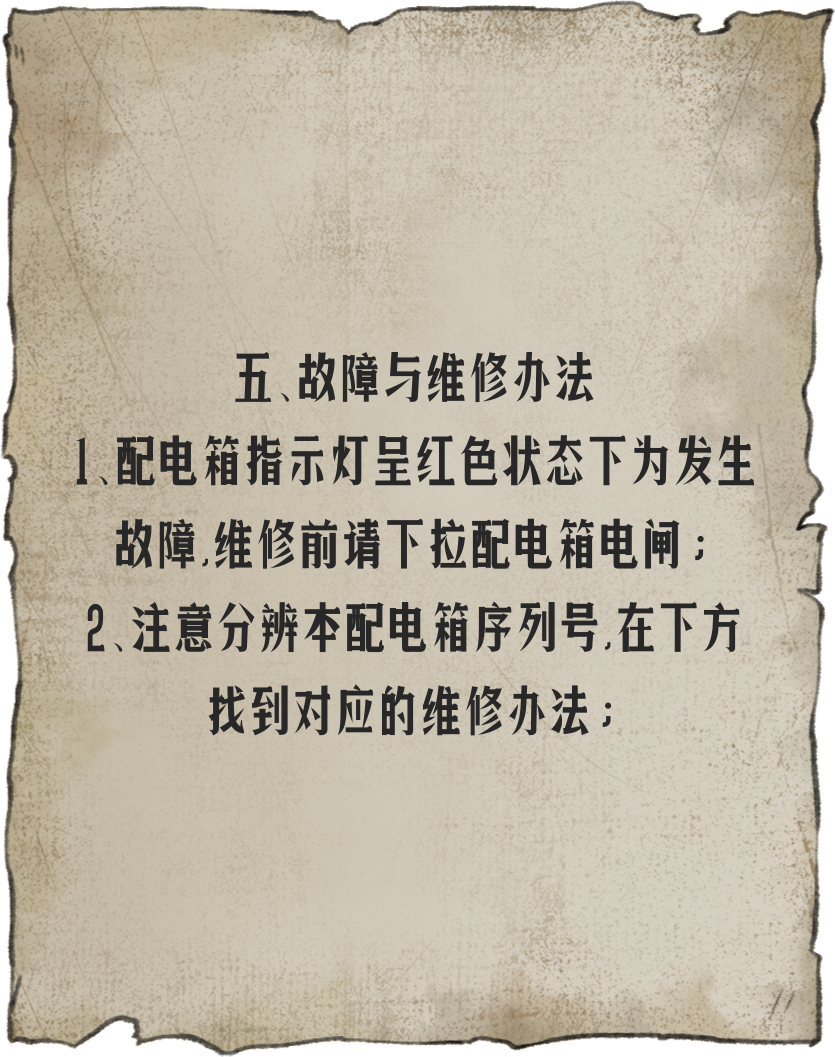 五、故障与维修办法
1、配电箱指示灯呈红色状态下为发生
故障,维修前请下拉配电箱电闸；
2、注意分辨本配电箱序列号,在下方
找到对应的维修办法；